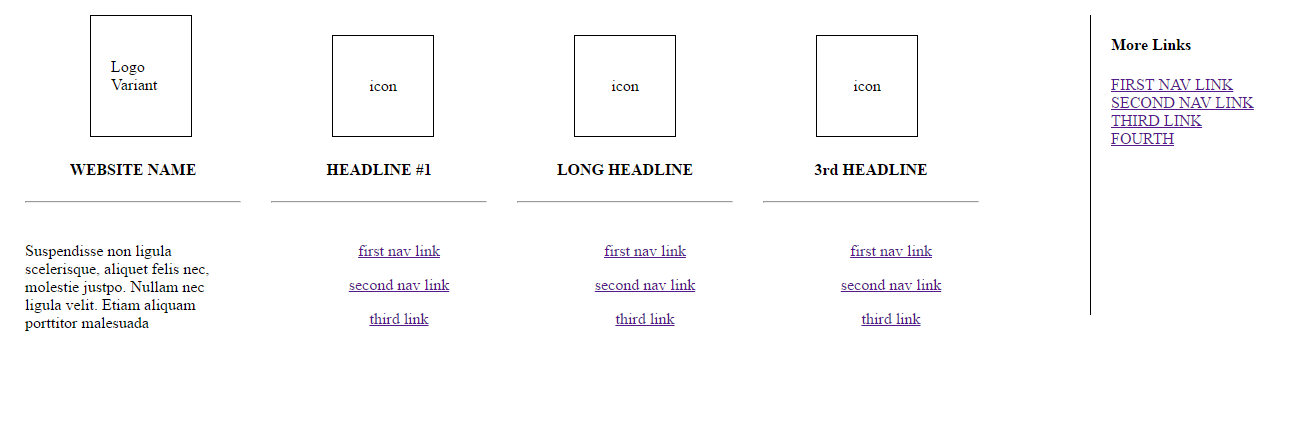 Logo
Variant
icon
icon
icon
WEBSITE NAME
HEADLINE #1
LONG HEADLINE
3rd HEADLINE
Suspendisse non ligula
scelerisque, aliquet felis nec,
molestie justpo. Nullam nec
ligula velit. Etiam aliquam
porttitor malesuada
first nav link
second nav link
third link
first nav link
second nav link
third link
first nav link
second nav link
third link
More Links
FIRST NAV LINK
SECOND NAV LINK
THIRD LINK
FOURTH